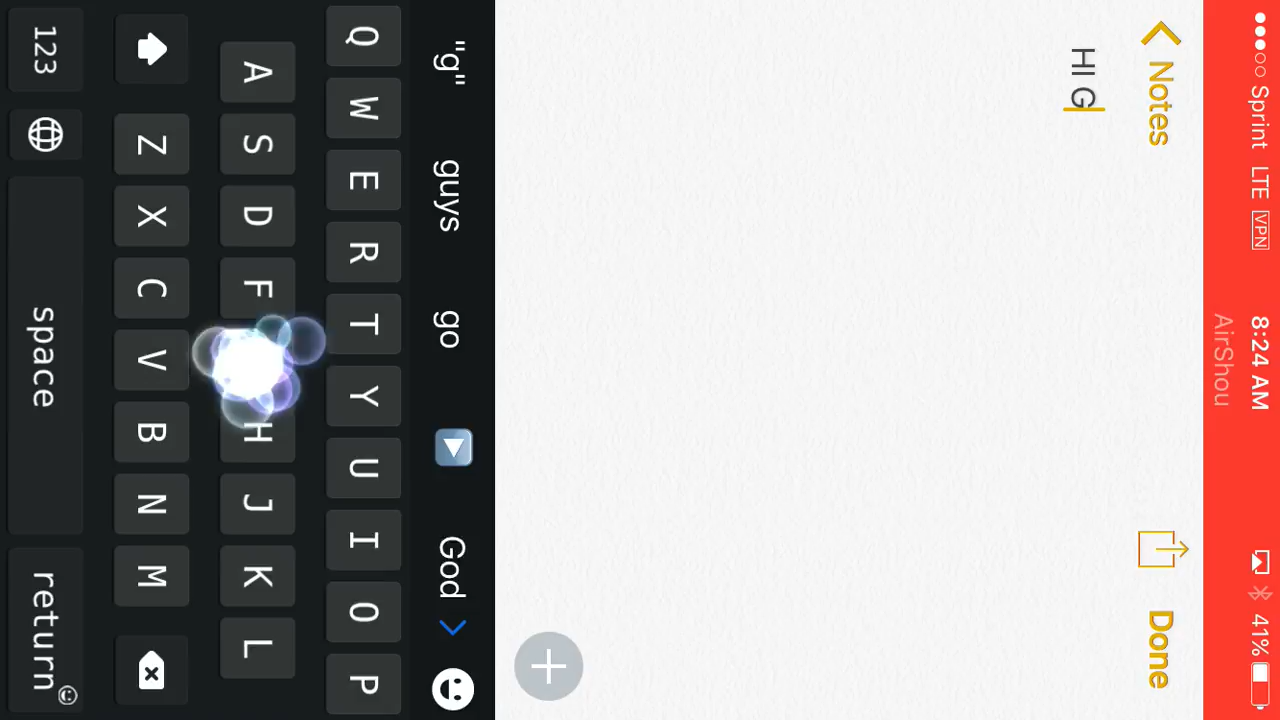 Sprint LTE VPN 8:24 AM 41%
AirShou
Notes Done
HI G
"g" guys go God
Q W E R T Y U I O P
A S D F H J K L
Z X C V B N M
123 space return